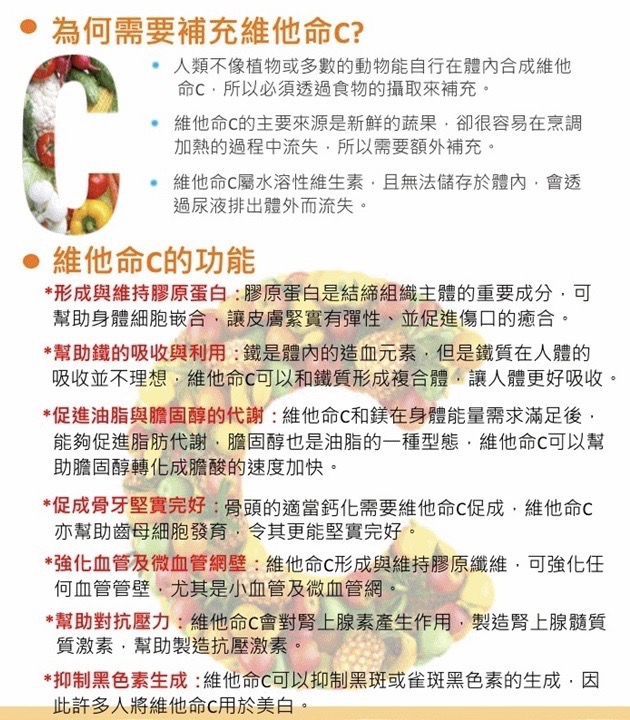 ● 為何需要補充維他命C?
• 人類不像植物或多數的動物能自行在體內合成維他
命C，所以必須透過食物的攝取來補充。
• 維他命C的主要來源是新鮮的蔬果，卻很容易在烹調
加熱的過程中流失，所以需要額外補充。
• 維他命C屬水溶性維生素，且無法儲存於體內，會透
過尿液排出體外而流失。
● 維他命C的功能
*形成與維持膠原蛋白：膠原蛋白是結締組織主體的重要成分，可
幫助身體細胞嵌合，讓皮膚緊實有彈性、並促進傷口的癒合。
*幫助鐵的吸收與利用：鐵是體內的造血元素，但是鐵質在人體的
吸收並不理想，維他命C可以和鐵質形成複合體，讓人體更好吸收。
*促進油脂與膽固醇的代謝：維他命C和鎂在身體能量需求滿足後，
能夠促進脂肪代謝，膽固醇也是油脂的一種型態，維他命C可以幫
助膽固醇轉化成膽酸的速度加快。
*促成骨牙堅實完好：骨頭的適當鈣化需要維他命C促成，維他命C
亦幫助齒母細胞發育，令其更能堅實完好。
*強化血管及微血管網壁：維他命C形成與維持膠原纖維，可強化任
何血管管壁，尤其是小血管及微血管網。
*幫助對抗壓力：維他命C會對腎上腺素產生作用，製造腎上腺髓質
質激素，幫助製造抗壓激素。
*抑制黑色素生成：維他命C可以抑制黑斑或雀斑黑色素的生成，因
此許多人將維他命C用於美白。